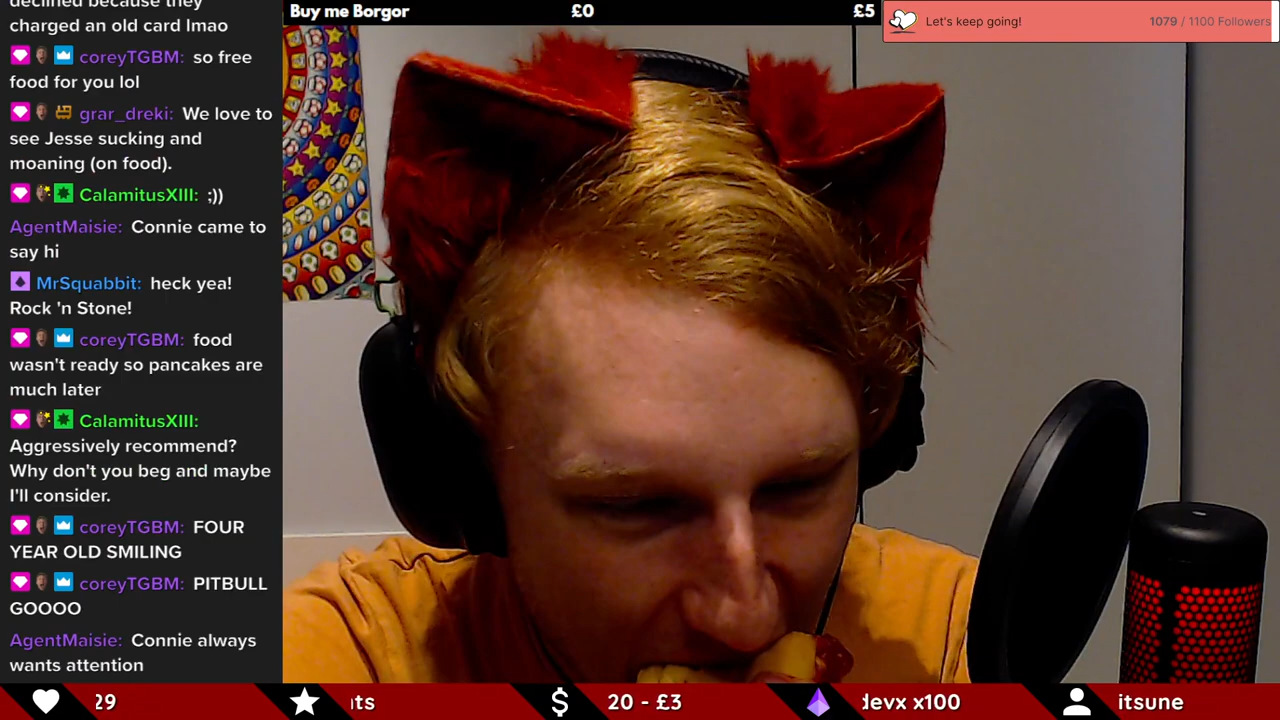 declined because they
charged an old card lmao
coreyTGBM: so free
food for you lol
grar_dreki: We love to
see Jesse sucking and
moaning (on food).
CalamitusXIII: ;))
AgentMaisie: Connie came to
say hi
MrSquabbit: heck yea!
Rock 'n Stone!
coreyTGBM: food
wasn't ready so pancakes are
much later
CalamitusXIII:
Aggressively recommend?
Why don't you beg and maybe
I'll consider.
coreyTGBM: FOUR
YEAR OLD SMILING
coreyTGBM: PITBULL
GOOOO
AgentMaisie: Connie always
wants attention
Buy me Borgor £0 £5
Let's keep going! 1079 / 1100 Followers
29 ts 20 - £3 devx x100 itsune